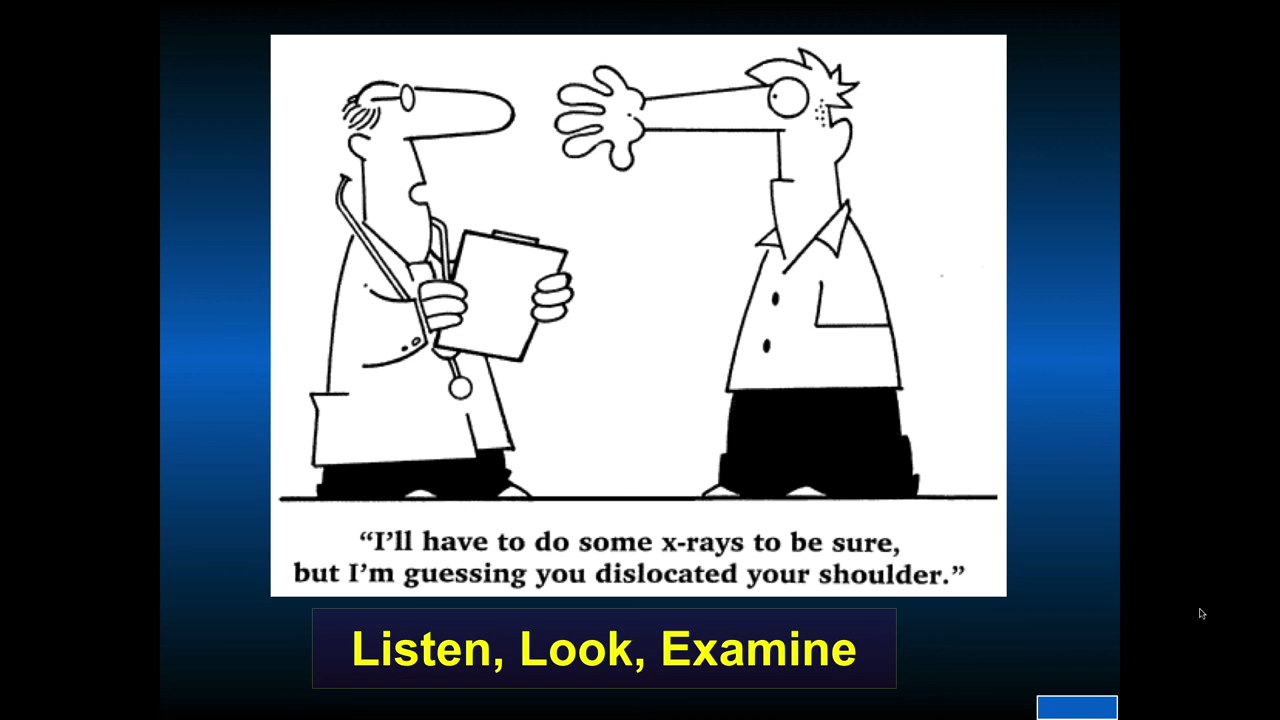 “I’ll have to do some x-rays to be sure,
but I’m guessing you dislocated your shoulder.”
Listen, Look, Examine